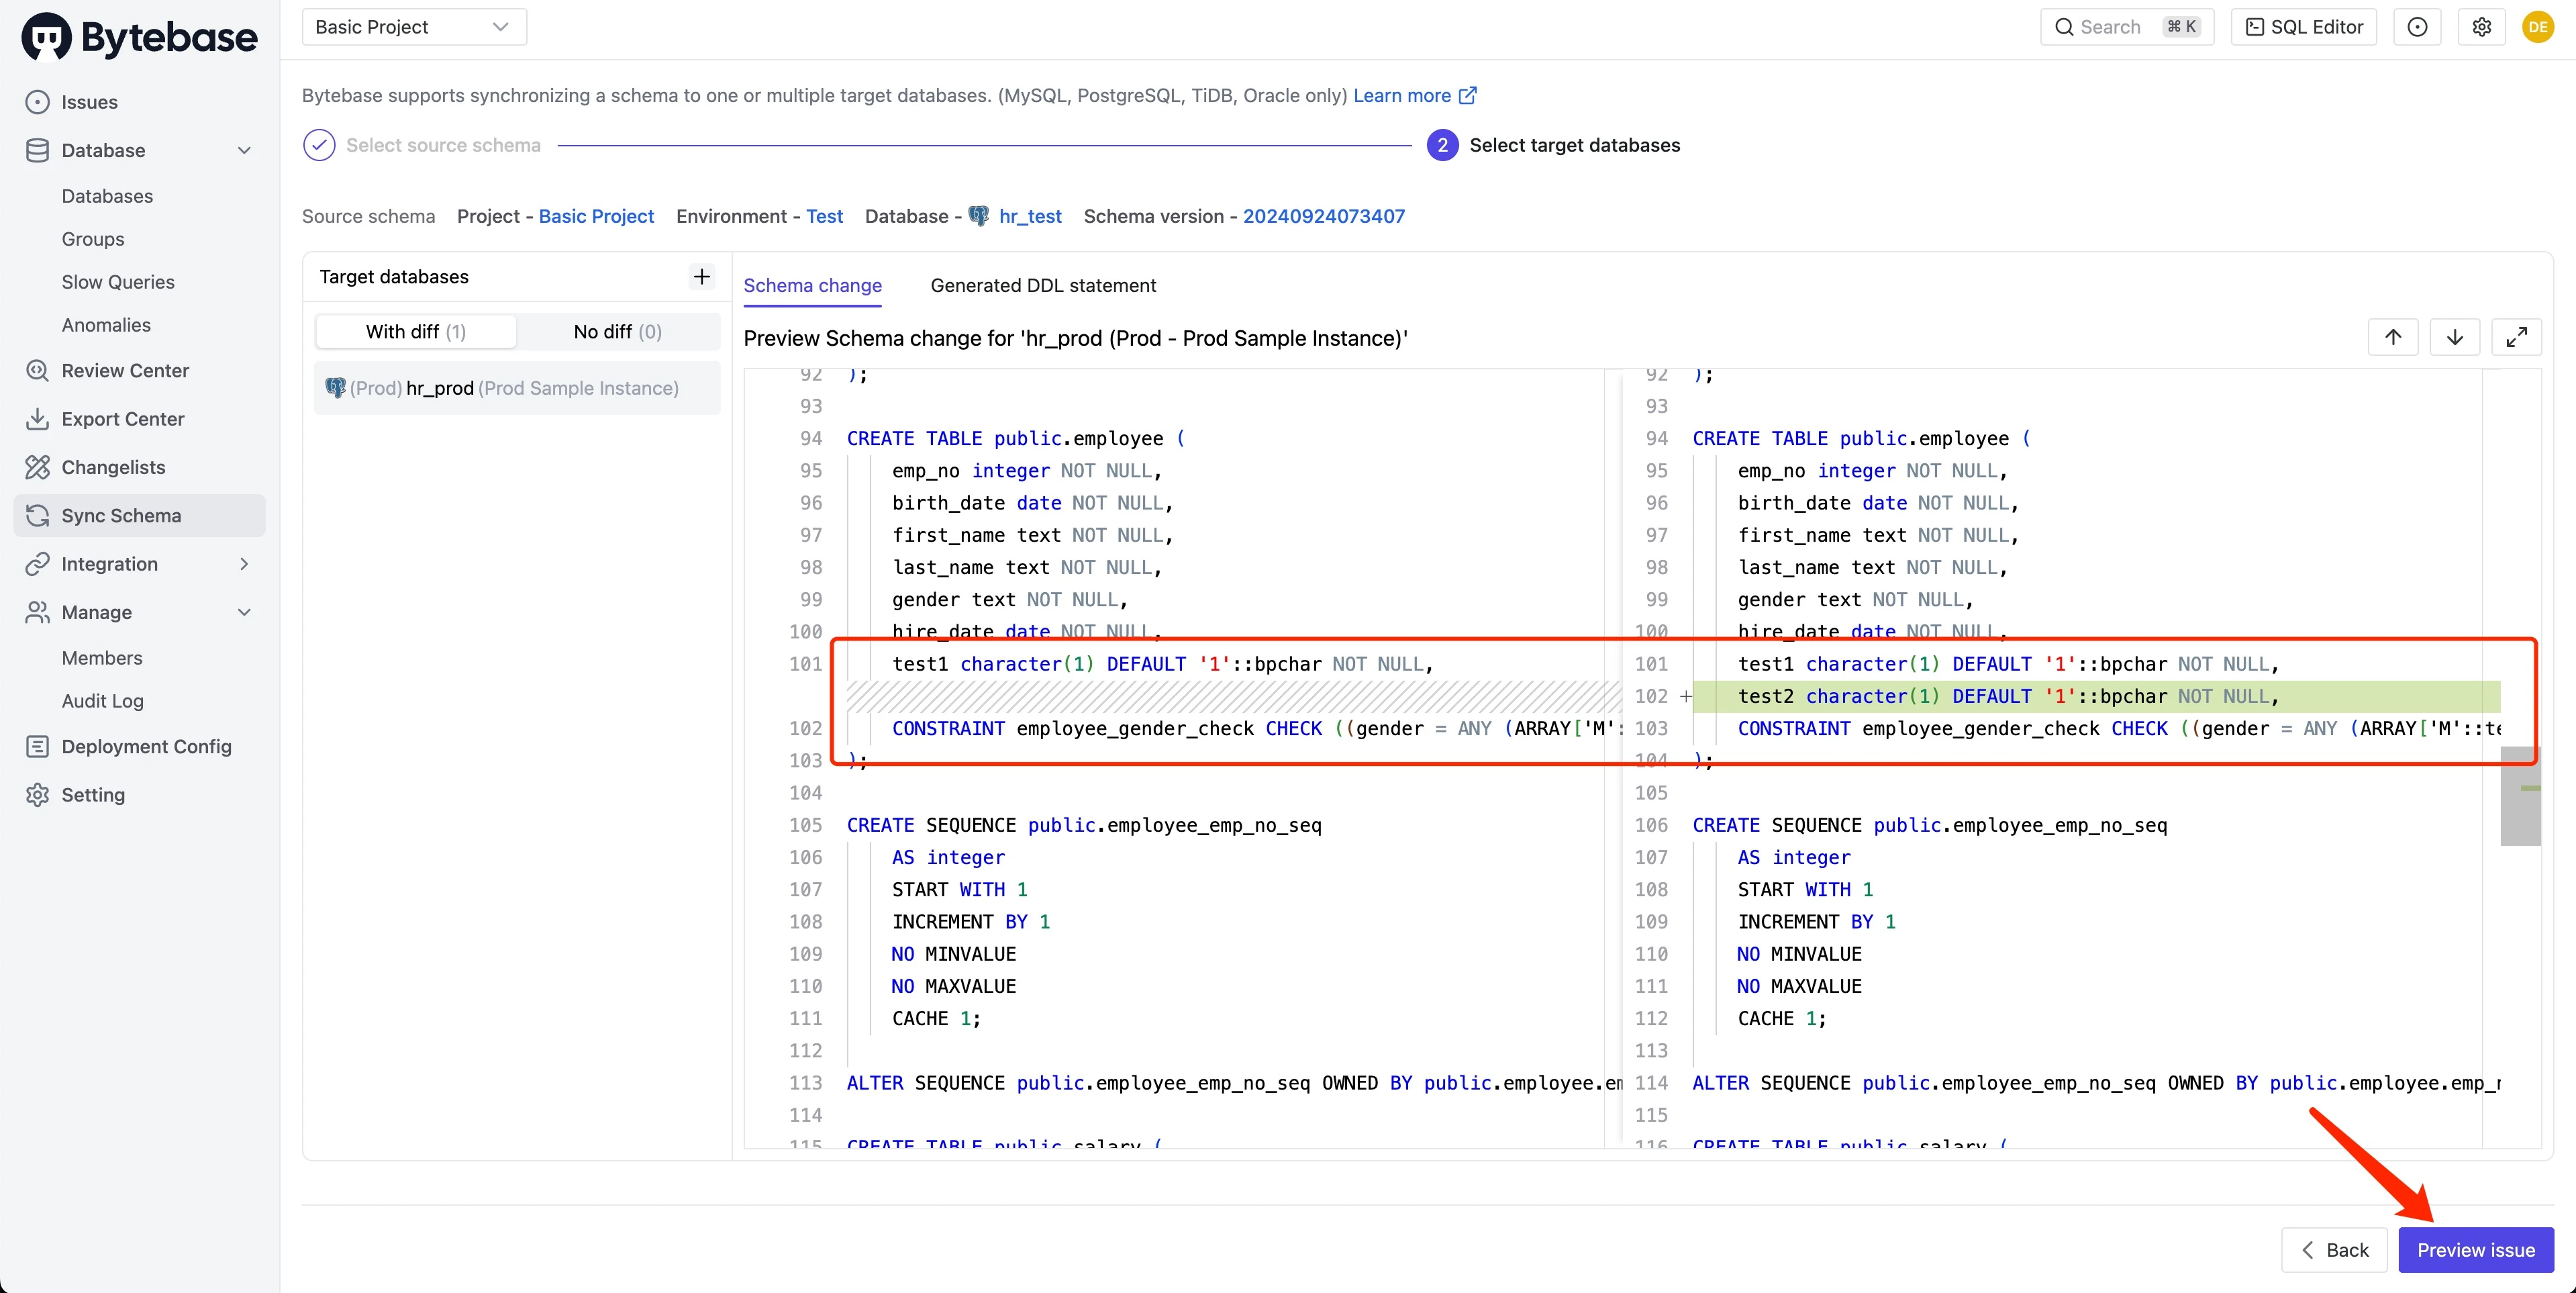 Bytebase
Basic Project
Search ⌘ K
SQL Editor
DE
Issues
Database
Databases
Groups
Slow Queries
Anomalies
Review Center
Export Center
Changelists
Sync Schema
Integration
Manage
Members
Audit Log
Deployment Config
Setting
Bytebase supports synchronizing a schema to one or multiple target databases. (MySQL, PostgreSQL, TiDB, Oracle only) Learn more
Select source schema
2 Select target databases
Source schema Project - Basic Project Environment - Test Database - hr_test Schema version - 20240924073407
Target databases
With diff (1) No diff (0)
(Prod) hr_prod (Prod Sample Instance)
Schema change Generated DDL statement
Preview Schema change for 'hr_prod (Prod - Prod Sample Instance)'
92 );
93
94 CREATE TABLE public.employee (
95 emp_no integer NOT NULL,
96 birth_date date NOT NULL,
97 first_name text NOT NULL,
98 last_name text NOT NULL,
99 gender text NOT NULL,
100 hire_date date NOT NULL,
101 test1 character(1) DEFAULT '1'::bpchar NOT NULL,
102 CONSTRAINT employee_gender_check CHECK ((gender = ANY (ARRAY['M':
103 );
104
105 CREATE SEQUENCE public.employee_emp_no_seq
106 AS integer
107 START WITH 1
108 INCREMENT BY 1
109 NO MINVALUE
110 NO MAXVALUE
111 CACHE 1;
112
113 ALTER SEQUENCE public.employee_emp_no_seq OWNED BY public.employee.em
114
115 CREATE TABLE public.salary (
92 );
93
94 CREATE TABLE public.employee (
95 emp_no integer NOT NULL,
96 birth_date date NOT NULL,
97 first_name text NOT NULL,
98 last_name text NOT NULL,
99 gender text NOT NULL,
100 hire_date date NOT NULL,
101 test1 character(1) DEFAULT '1'::bpchar NOT NULL,
102 + test2 character(1) DEFAULT '1'::bpchar NOT NULL,
103 CONSTRAINT employee_gender_check CHECK ((gender = ANY (ARRAY['M'::te
104 );
105
106 CREATE SEQUENCE public.employee_emp_no_seq
107 AS integer
108 START WITH 1
109 INCREMENT BY 1
110 NO MINVALUE
111 NO MAXVALUE
112 CACHE 1;
113
114 ALTER SEQUENCE public.employee_emp_no_seq OWNED BY public.employee.emp_n
115
116 CREATE TABLE public.salary (
Back
Preview issue